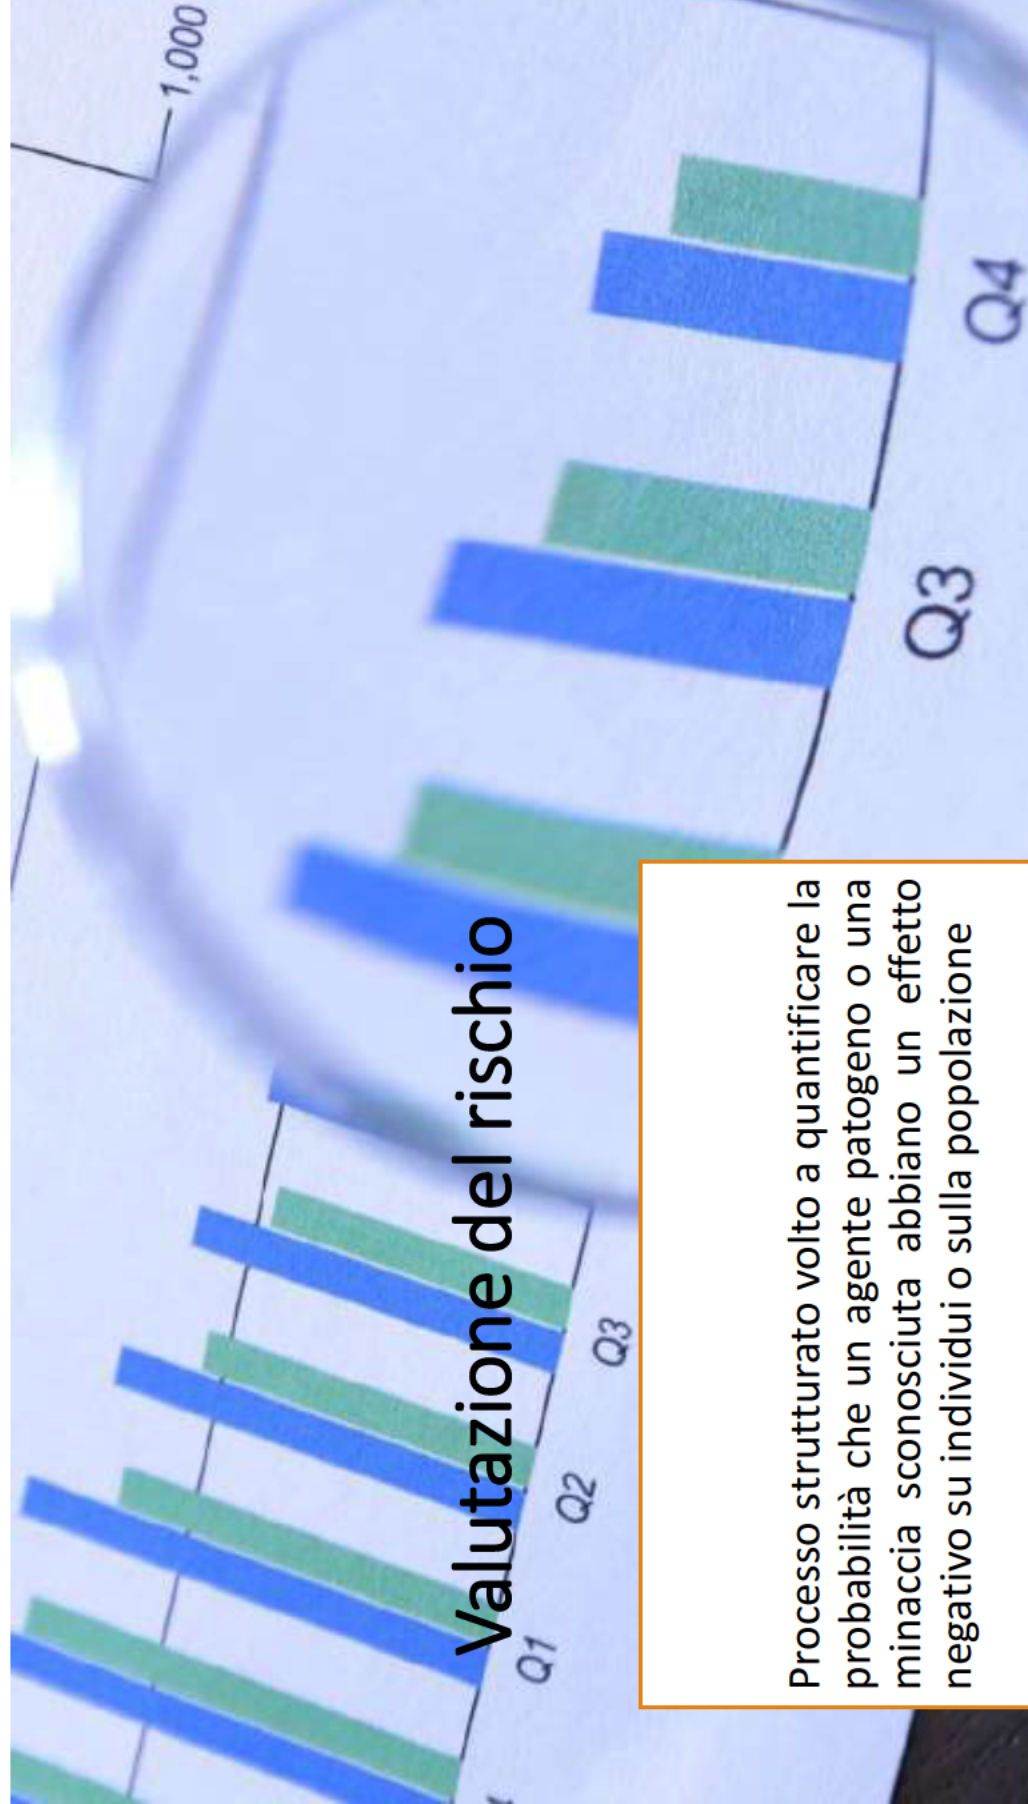 Valutazione del rischio
Processo strutturato volto a quantificare la
probabilità che un agente patogeno o una
minaccia sconosciuta abbiano un effetto
negativo su individui o sulla popolazione
1,000
Q1
Q2
Q3
Q3
Q4